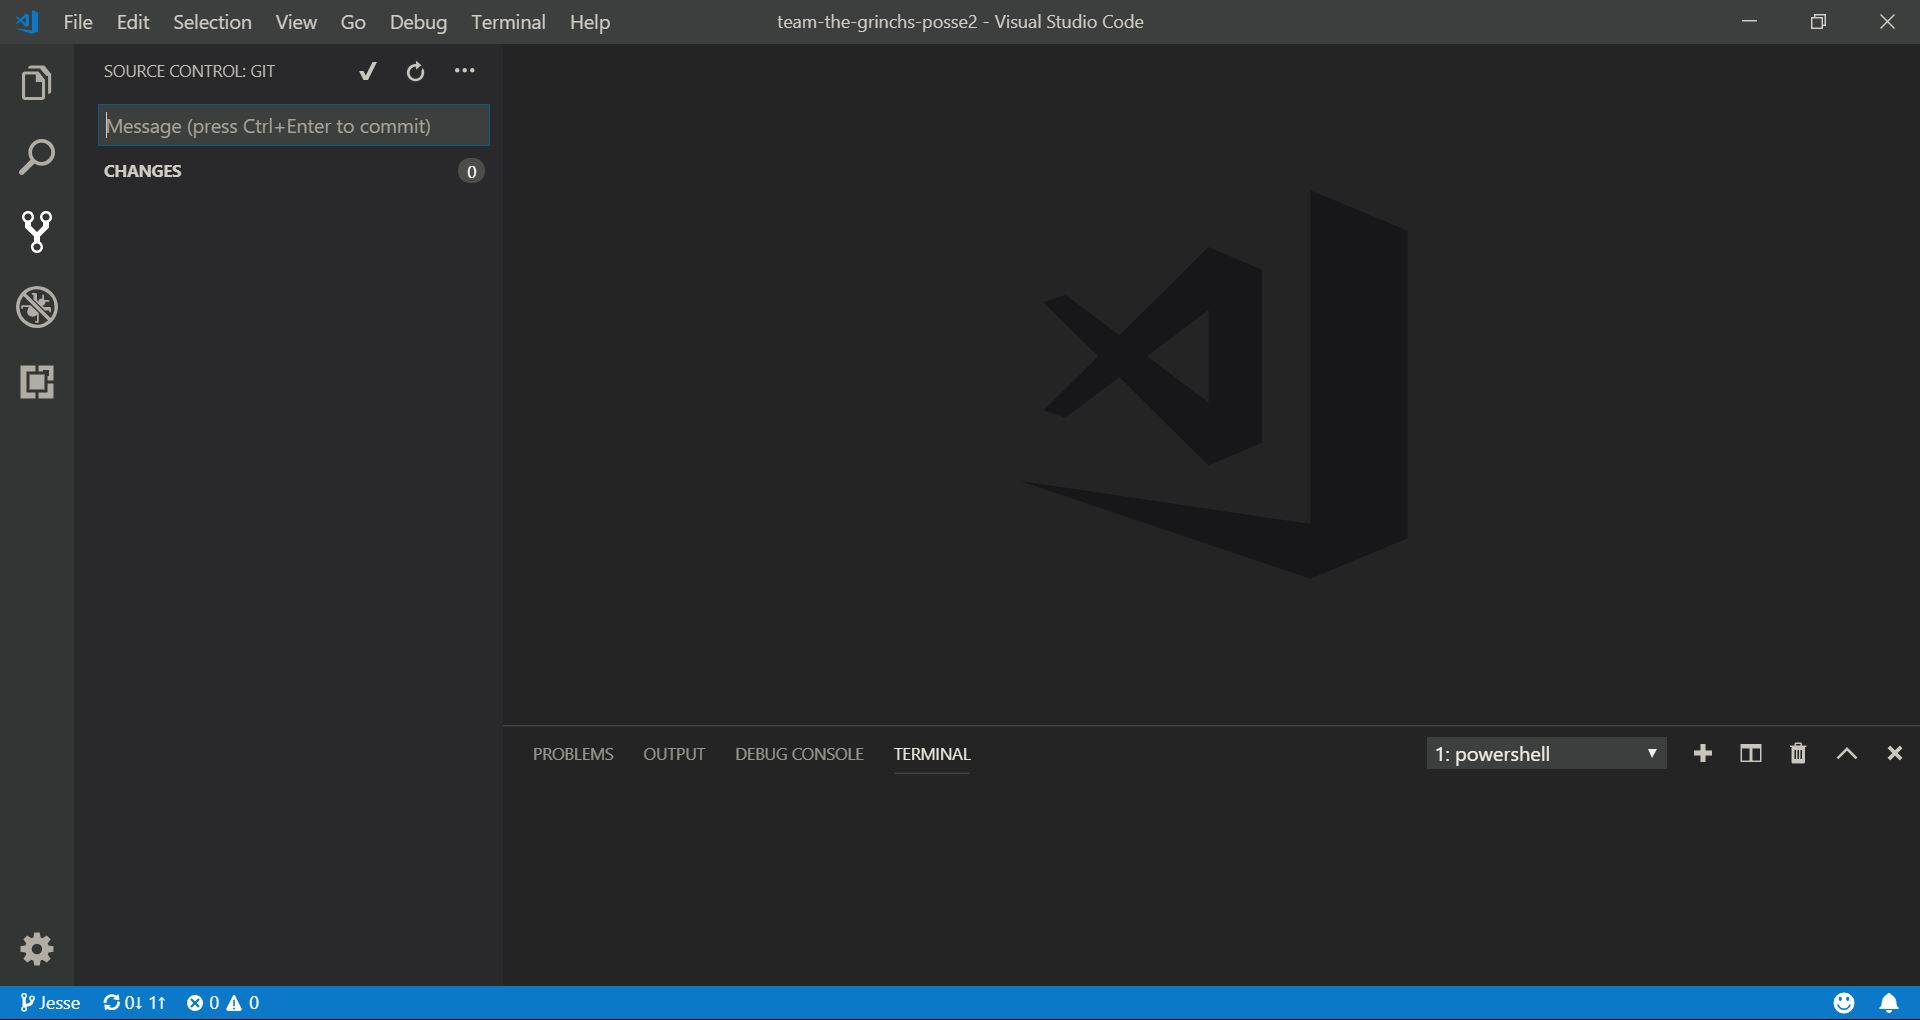 File Edit Selection View Go Debug Terminal Help team-the-grinchs-posse2 - Visual Studio Code
SOURCE CONTROL: GIT
Message (press Ctrl+Enter to commit)
CHANGES 0
PROBLEMS OUTPUT DEBUG CONSOLE TERMINAL 1: powershell
Jesse 0↓ 1↑ 0 0